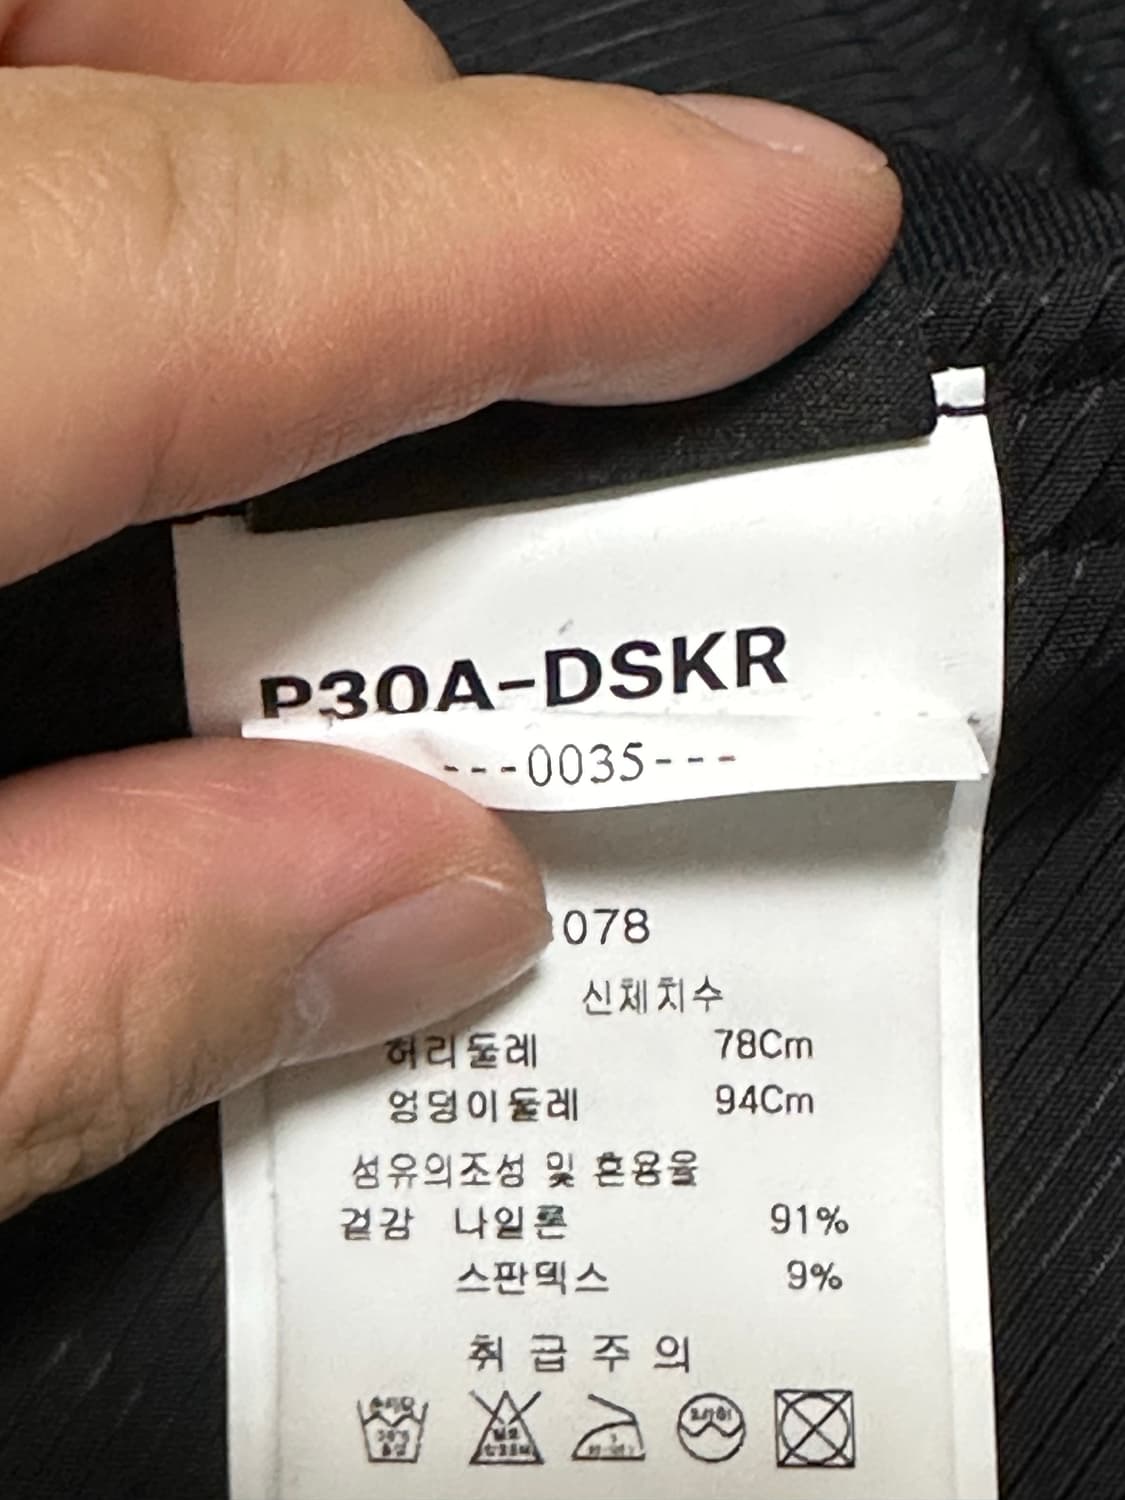 P30A-DSKR
---0035---
078
신체치수
허리둘레 78Cm
엉덩이둘레 94Cm
섬유의조성 및 혼용율
겉감 나일론 91%
스판덱스 9%
취급주의